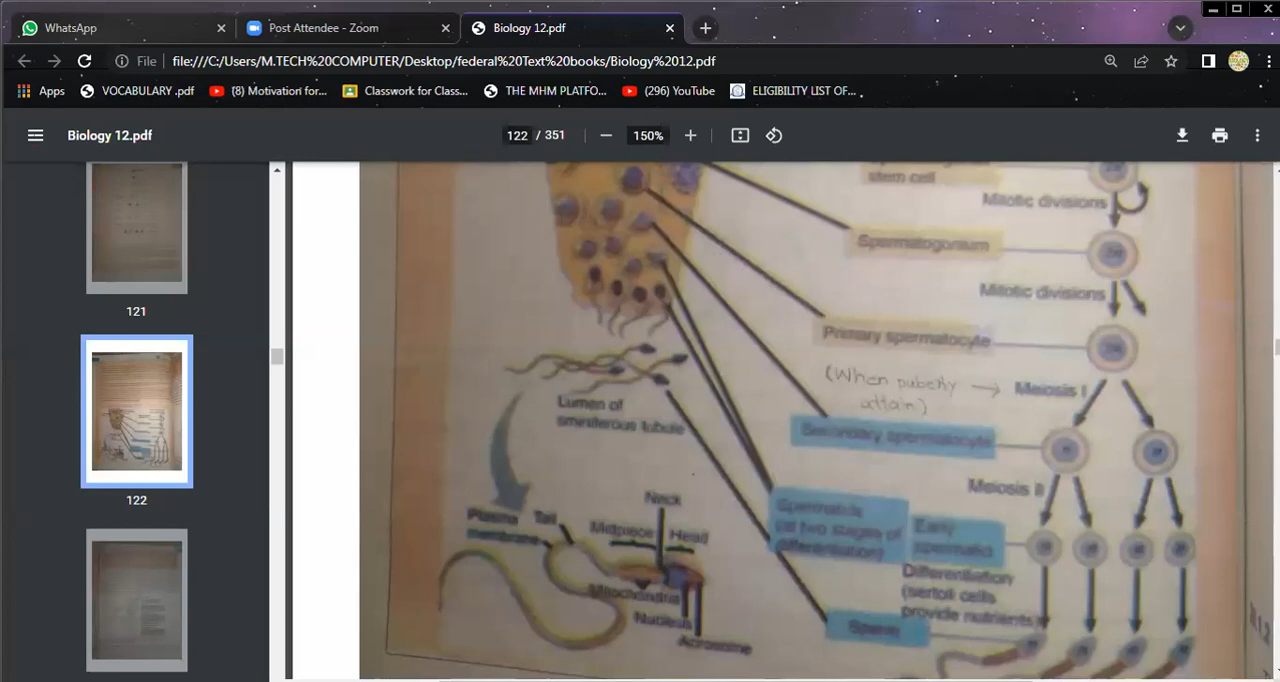 WhatsApp
Post Attendee - Zoom
Biology 12.pdf
File
file:///C:/Users/M.TECH%20COMPUTER/Desktop/federal%20Text%20books/Biology%2012.pdf
Apps
VOCABULARY .pdf
(8) Motivation for...
Classwork for Class...
THE MHM PLATFO...
(296) YouTube
ELIGIBILITY LIST OF...
Biology 12.pdf
122 / 351
150%
121
122
stem cell
Mitotic divisions
Spermatogonium
Mitotic divisions
Primary spermatocyte
(When puberty → Meiosis I
attain)
Secondary spermatocyte
Meiosis II
Lumen of
smniferous tubule
Spermatids
(at two stages of
differentiation)
Early
spermatid
Differentiation
(sertoli cells
provide nutrients)
Sperm
Neck
Plasma
membrane
Tail
Midpiece
Head
Mitochondria
Nucleus
Acrosome